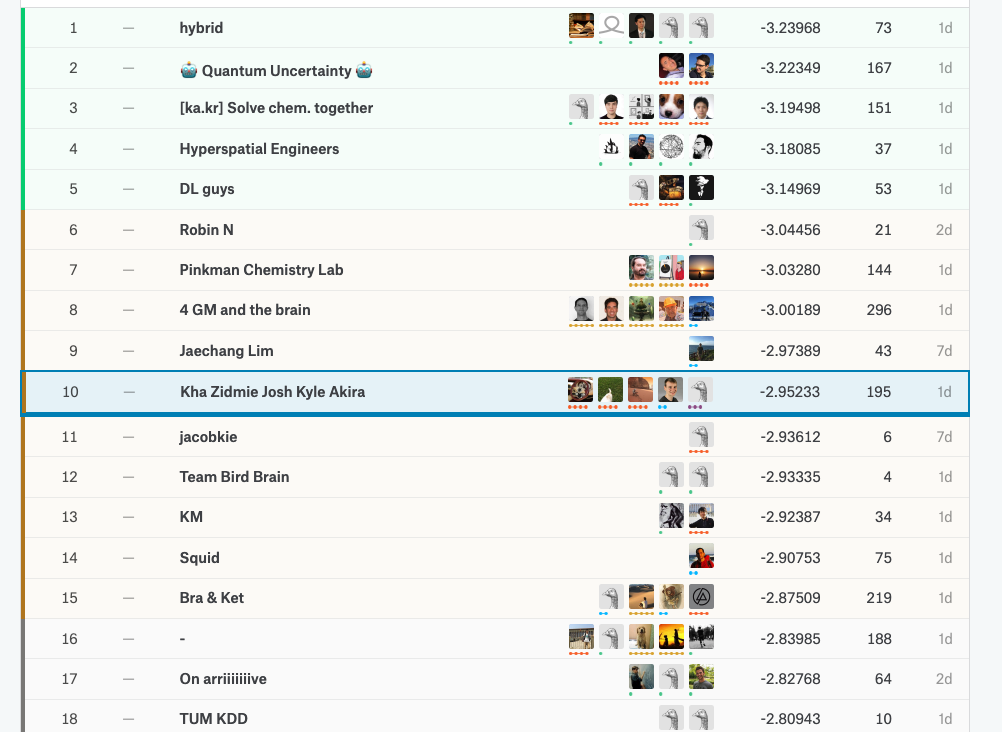 1 — hybrid -3.23968 73 1d
2 — 🤖 Quantum Uncertainty 🤖 -3.22349 167 1d
3 — [ka.kr] Solve chem. together -3.19498 151 1d
4 — Hyperspatial Engineers -3.18085 37 1d
5 — DL guys -3.14969 53 1d
6 — Robin N -3.04456 21 2d
7 — Pinkman Chemistry Lab -3.03280 144 1d
8 — 4 GM and the brain -3.00189 296 1d
9 — Jaechang Lim -2.97389 43 7d
10 — Kha Zidmie Josh Kyle Akira -2.95233 195 1d
11 — jacobkie -2.93612 6 7d
12 — Team Bird Brain -2.93335 4 1d
13 — KM -2.92387 34 1d
14 — Squid -2.90753 75 1d
15 — Bra & Ket -2.87509 219 1d
16 — - -2.83985 188 1d
17 — On arriiiiiiive -2.82768 64 2d
18 — TUM KDD -2.80943 10 1d